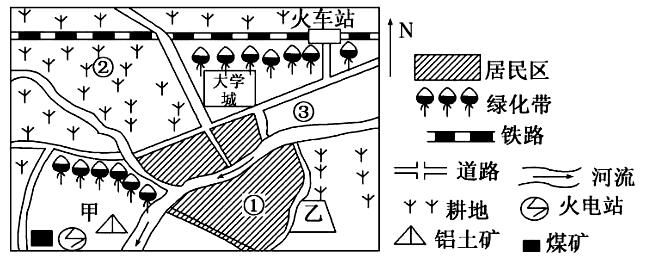 火车站
N
②
大学
城
③
甲
①
乙
居民区
绿化带
铁路
道路
河流
耕地
火电站
铝土矿
煤矿